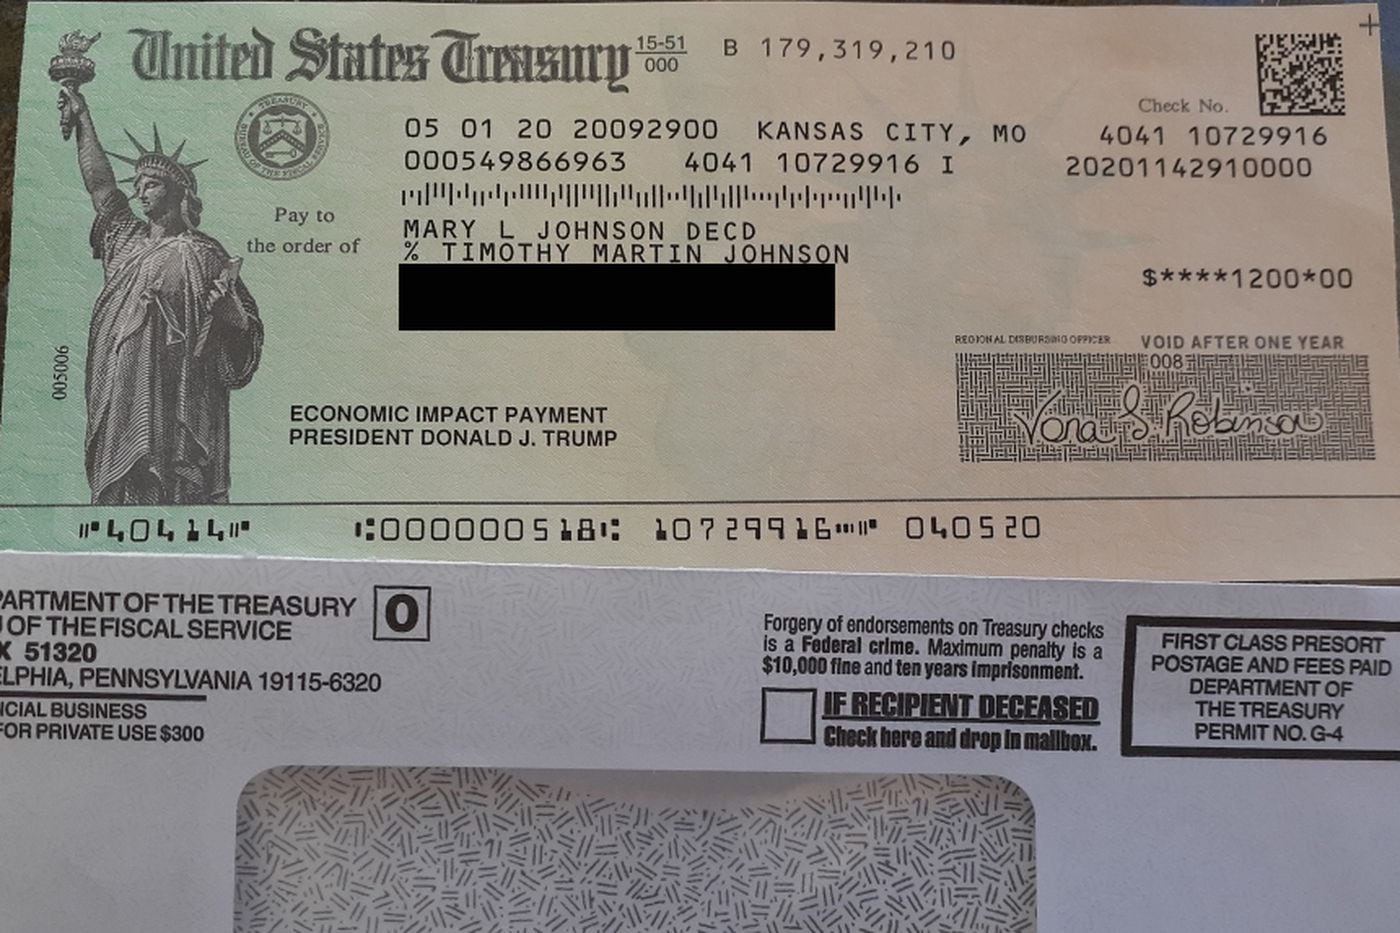 United States Treasury 15-51 000 B 179,319,210
Check No.
05 01 20 20092900 KANSAS CITY, MO 4041 10729916
000549866963 4041 10729916 I 20201142910000
Pay to
the order of
MARY L JOHNSON DECD
% TIMOTHY MARTIN JOHNSON
$****1200*00
REGIONAL DISBURSING OFFICER VOID AFTER ONE YEAR
008
Vona S. Robinson
005006
ECONOMIC IMPACT PAYMENT
PRESIDENT DONALD J. TRUMP
⑈40414⑈ ⑆000000518⑆ 10729916⑈ 040520
PARTMENT OF THE TREASURY 0
U OF THE FISCAL SERVICE
X 51320
ELPHIA, PENNSYLVANIA 19115-6320
ICIAL BUSINESS
FOR PRIVATE USE $300
Forgery of endorsements on Treasury checks
is a Federal crime. Maximum penalty is a
$10,000 fine and ten years imprisonment.
IF RECIPIENT DECEASED
Check here and drop in mailbox.
FIRST CLASS PRESORT
POSTAGE AND FEES PAID
DEPARTMENT OF
THE TREASURY
PERMIT NO. G-4